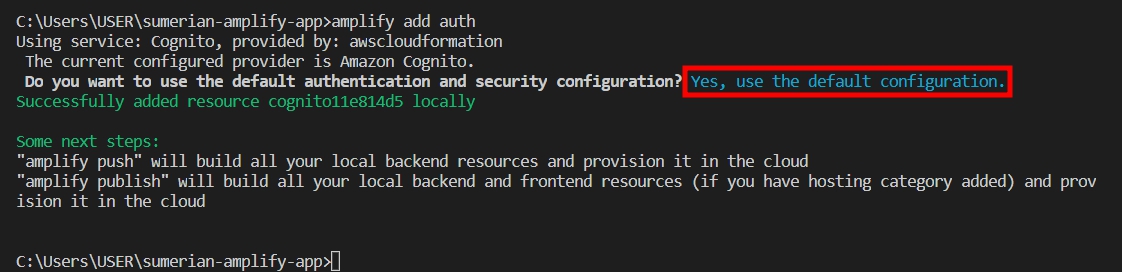 C:\Users\USER\sumerian-amplify-app>amplify add auth
Using service: Cognito, provided by: awscloudformation
The current configured provider is Amazon Cognito.
Do you want to use the default authentication and security configuration? Yes, use the default configuration.
Successfully added resource cognito11e814d5 locally
Some next steps:
"amplify push" will build all your local backend resources and provision it in the cloud
"amplify publish" will build all your local backend and frontend resources (if you have hosting category added) and prov
ision it in the cloud
C:\Users\USER\sumerian-amplify-app>